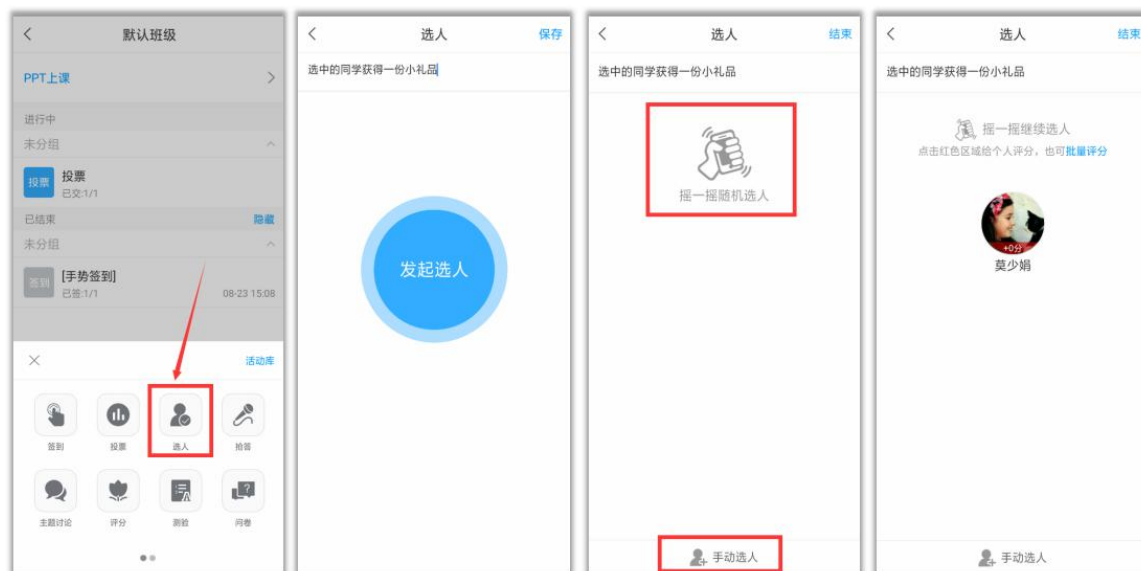 默认班级
PPT上课
进行中
未分组
投票
投票
已交:1/1
已结束
隐藏
未分组
签到
[手势签到]
已签:1/1
08-23 15:08
活动库
签到
投票
选人
抢答
主题讨论
评分
测验
问卷
选人
保存
选中的同学获得一份小礼品
发起选人
选人
结束
选中的同学获得一份小礼品
摇一摇随机选人
手动选人
选人
结束
选中的同学获得一份小礼品
摇一摇继续选人
点击红色区域给个人评分，也可批量评分
+0分
莫少娟
手动选人